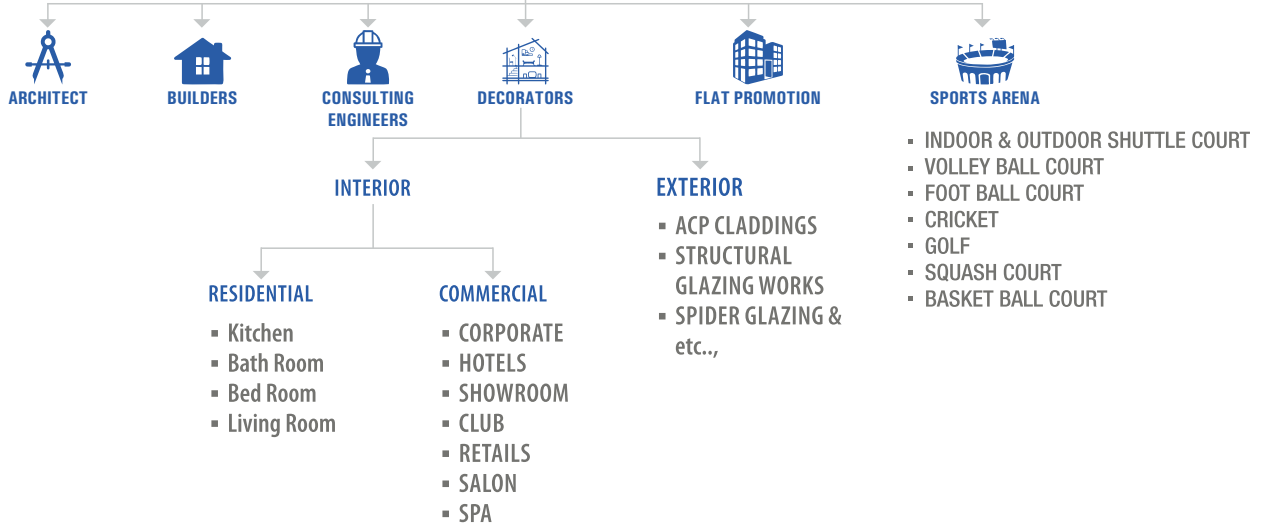 ARCHITECT
BUILDERS
CONSULTING
ENGINEERS
DECORATORS
FLAT PROMOTION
SPORTS ARENA
▪ INDOOR & OUTDOOR SHUTTLE COURT
▪ VOLLEY BALL COURT
▪ FOOT BALL COURT
▪ CRICKET
▪ GOLF
▪ SQUASH COURT
▪ BASKET BALL COURT
INTERIOR
EXTERIOR
▪ ACP CLADDINGS
▪ STRUCTURAL
GLAZING WORKS
▪ SPIDER GLAZING &
etc..,
RESIDENTIAL
▪ Kitchen
▪ Bath Room
▪ Bed Room
▪ Living Room
COMMERCIAL
▪ CORPORATE
▪ HOTELS
▪ SHOWROOM
▪ CLUB
▪ RETAILS
▪ SALON
▪ SPA